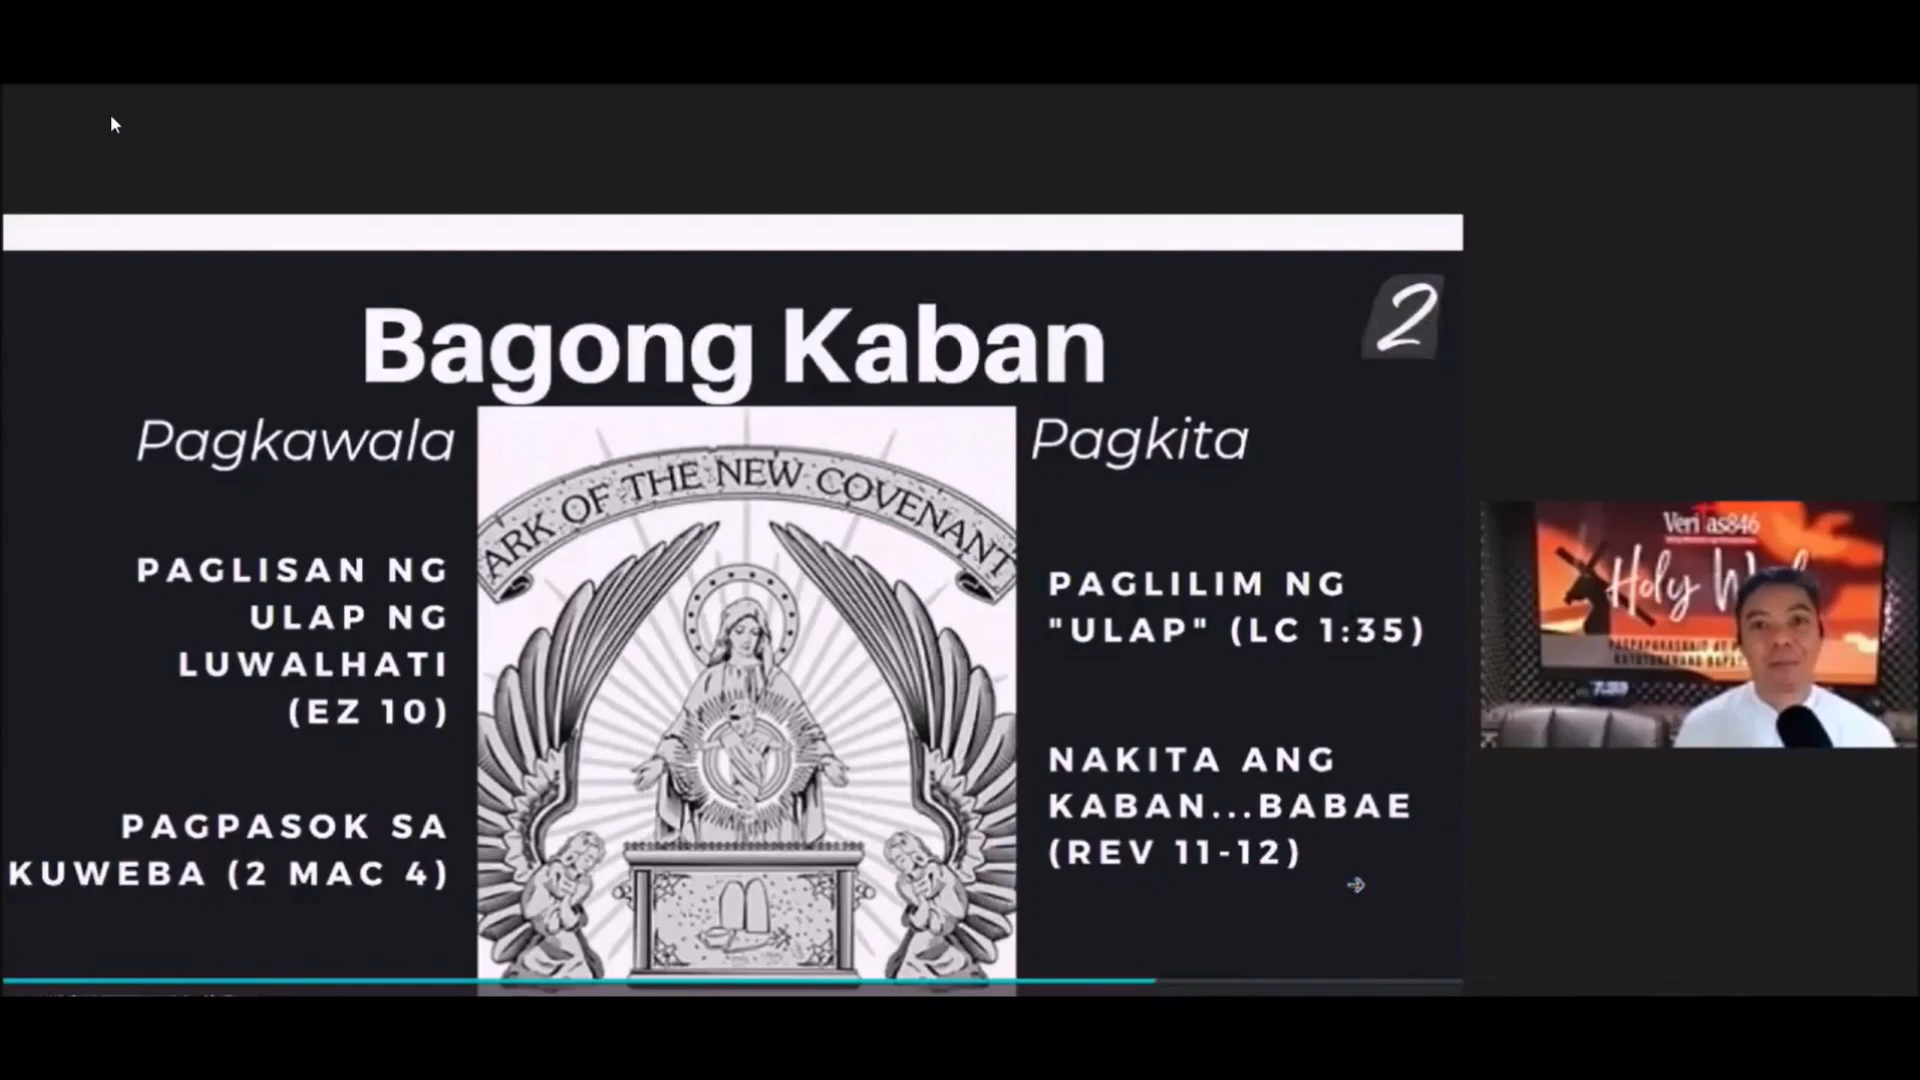 2
Bagong Kaban
Pagkawala
Pagkita
ARK OF THE NEW COVENANT
PAGLISAN NG
ULAP NG
LUWALHATI
(EZ 10)
PAGPASOK SA
KUWEBA (2 MAC 4)
PAGLILIM NG
"ULAP" (LC 1:35)
NAKITA ANG
KABAN...BABAE
(REV 11-12)
Veritas846
Holy